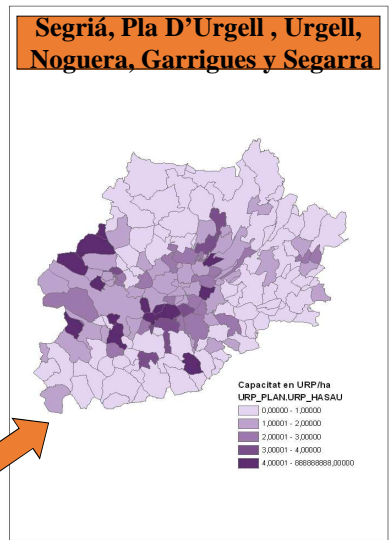 Segriá, Pla D’Urgell , Urgell,
Noguera, Garrigues y Segarra
Capacitat en URP/ha
URP_PLAN.URP_HASAU
0,00000 - 1,00000
1,00001 - 2,00000
2,00001 - 3,00000
3,00001 - 4,00000
4,00001 - 888888888,00000